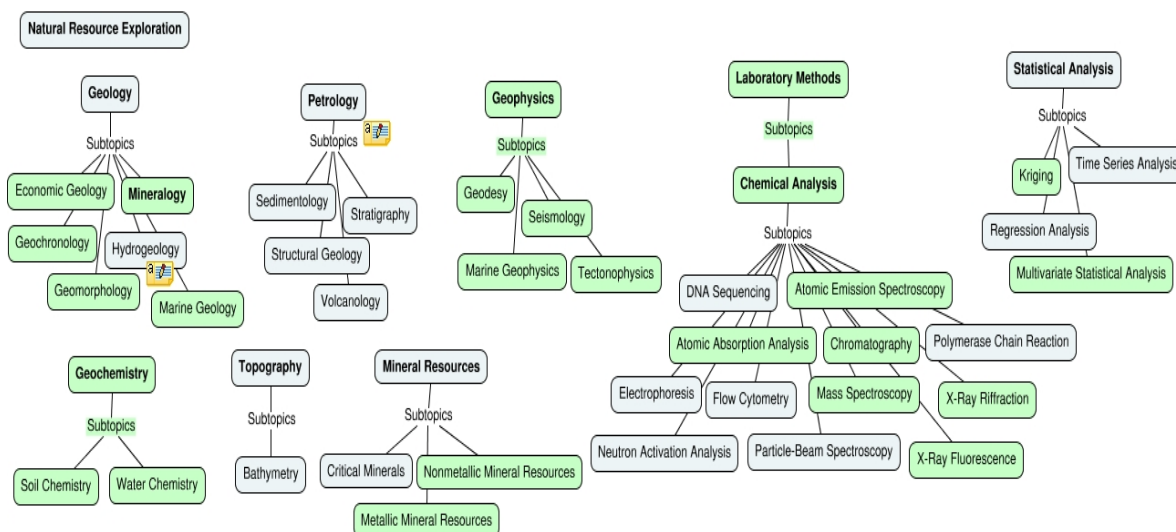 Natural Resource Exploration
Geology
Subtopics
Economic Geology
Mineralogy
Geochronology
Hydrogeology
a
Geomorphology
Marine Geology
Petrology
a
Subtopics
Sedimentology
Stratigraphy
Structural Geology
Volcanology
Geophysics
Subtopics
Geodesy
Seismology
Marine Geophysics
Tectonophysics
Laboratory Methods
Subtopics
Chemical Analysis
Subtopics
DNA Sequencing
Atomic Emission Spectroscopy
Atomic Absorption Analysis
Chromatography
Polymerase Chain Reaction
Electrophoresis
Flow Cytometry
Mass Spectroscopy
X-Ray Riffraction
Neutron Activation Analysis
Particle-Beam Spectroscopy
X-Ray Fluorescence
Statistical Analysis
Subtopics
Time Series Analysis
Kriging
Regression Analysis
Multivariate Statistical Analysis
Geochemistry
Subtopics
Soil Chemistry
Water Chemistry
Topography
Subtopics
Bathymetry
Mineral Resources
Subtopics
Critical Minerals
Nonmetallic Mineral Resources
Metallic Mineral Resources